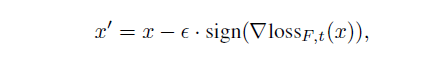 x′ = x − ϵ · sign(∇loss_{F,t}(x)),